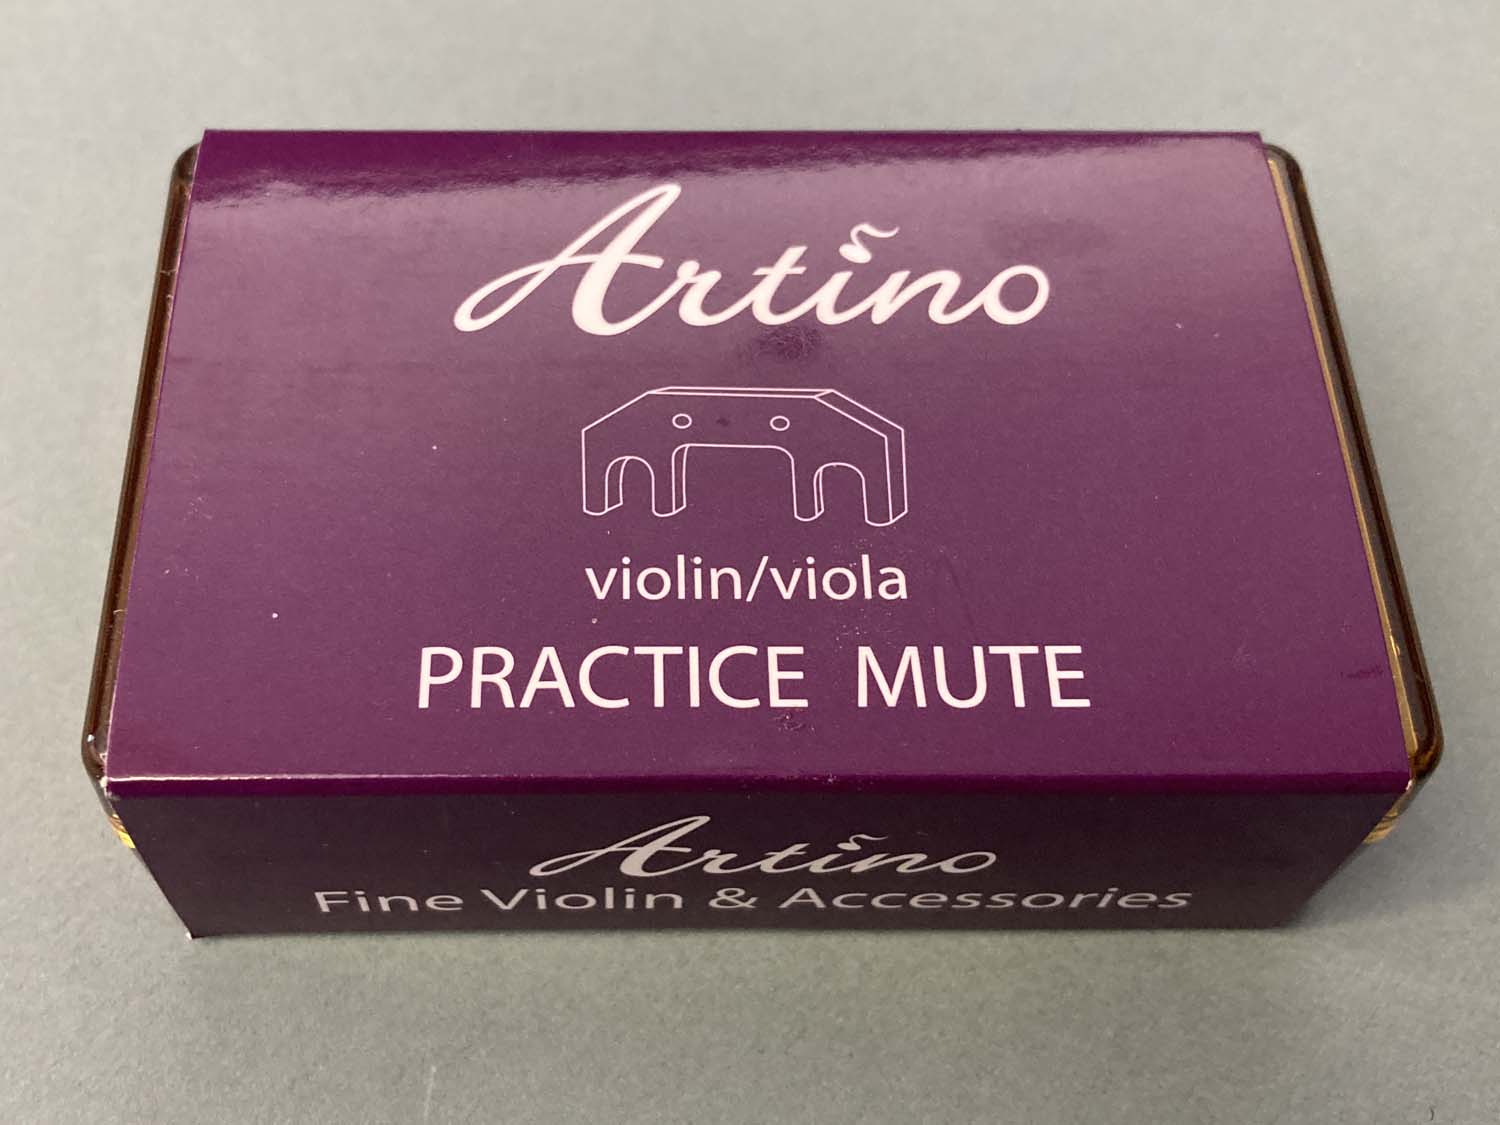 Artino
violin/viola
PRACTICE MUTE
Artino
Fine Violin & Accessories